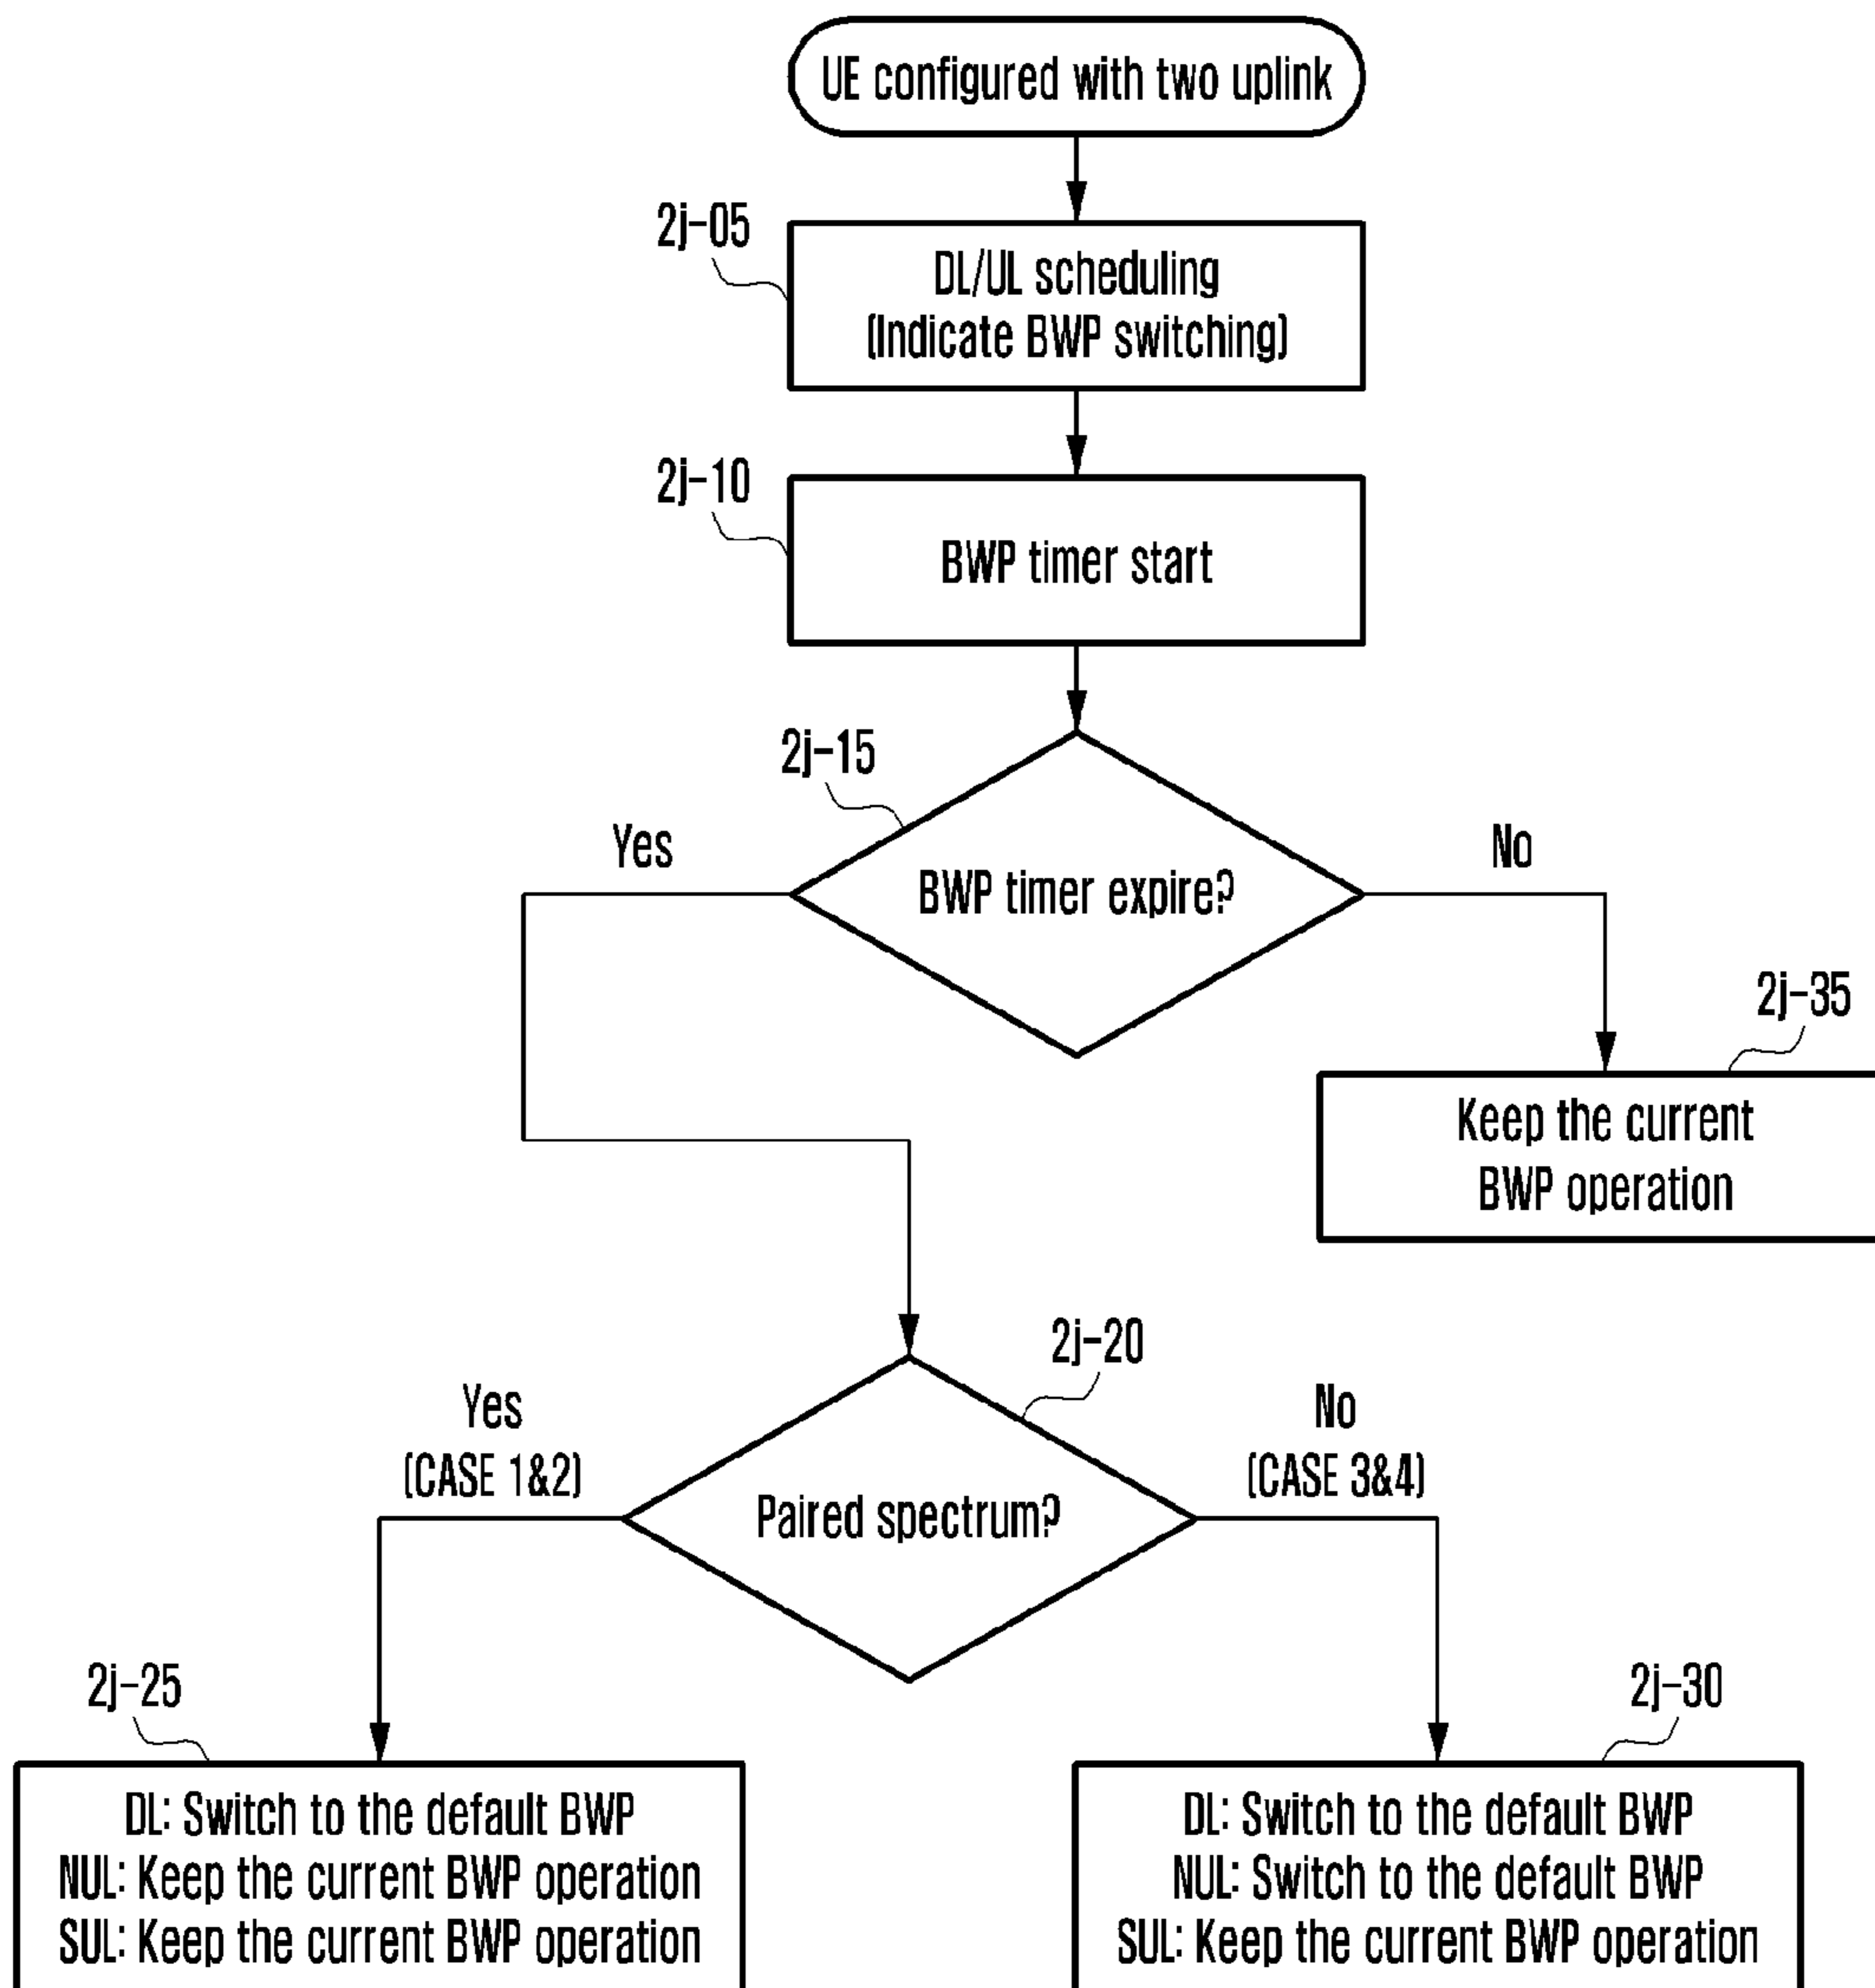 UE configured with two uplink
2j-05
DL/UL scheduling
(Indicate BWP switching)
2j-10
BWP timer start
2j-15
Yes
No
BWP timer expire?
2j-35
Keep the current
BWP operation
2j-20
Yes
(CASE 1&2)
No
(CASE 3&4)
Paired spectrum?
2j-25
2j-30
DL: Switch to the default BWP
NUL: Keep the current BWP operation
SUL: Keep the current BWP operation
DL: Switch to the default BWP
NUL: Switch to the default BWP
SUL: Keep the current BWP operation